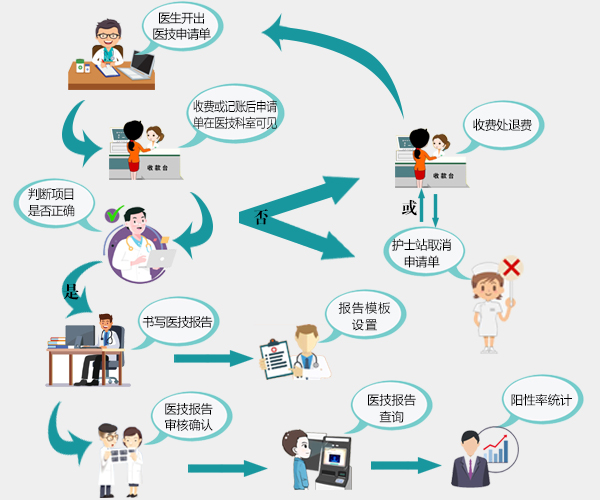 医生开出
医技申请单
收费或记账后申请
单在医技科室可见
收款台
收费处退费
收款台
判断项目
是否正确
否
或
护士站取消
申请单
是
书写医技报告
报告模板
设置
医技报告
审核确认
医技报告
查询
阳性率统计